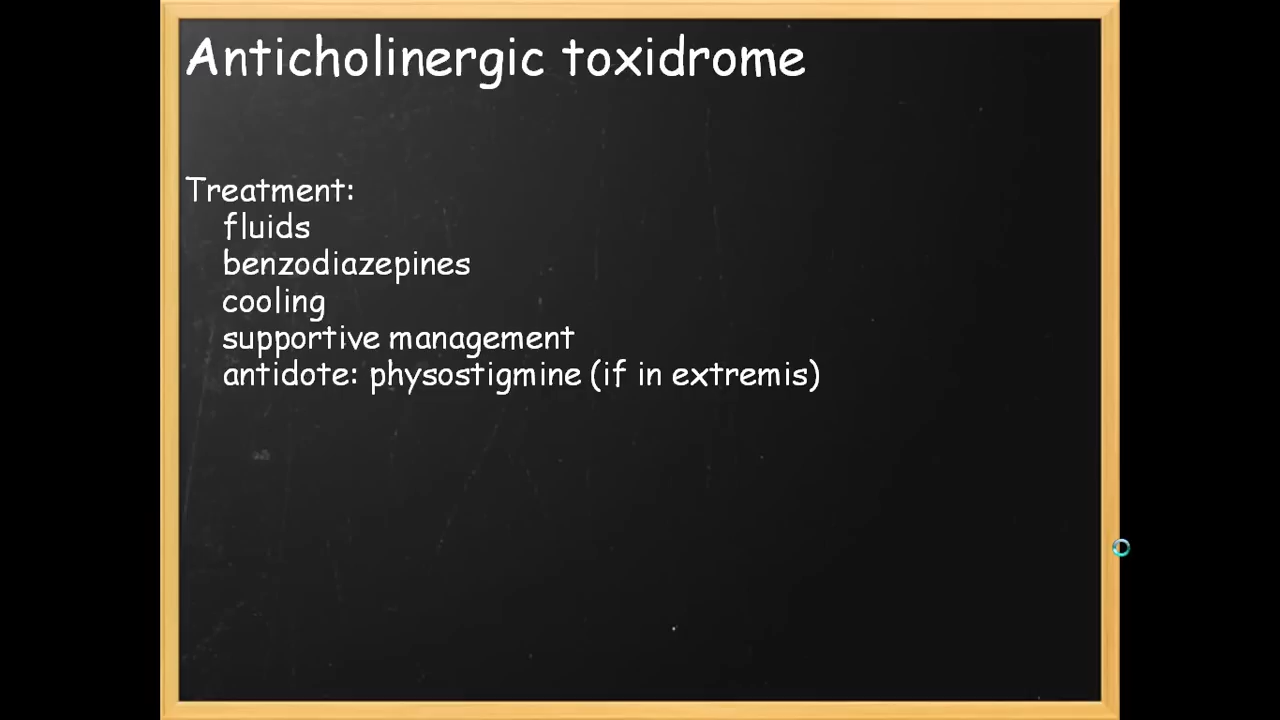 Anticholinergic toxidrome
Treatment:
fluids
benzodiazepines
cooling
supportive management
antidote: physostigmine (if in extremis)